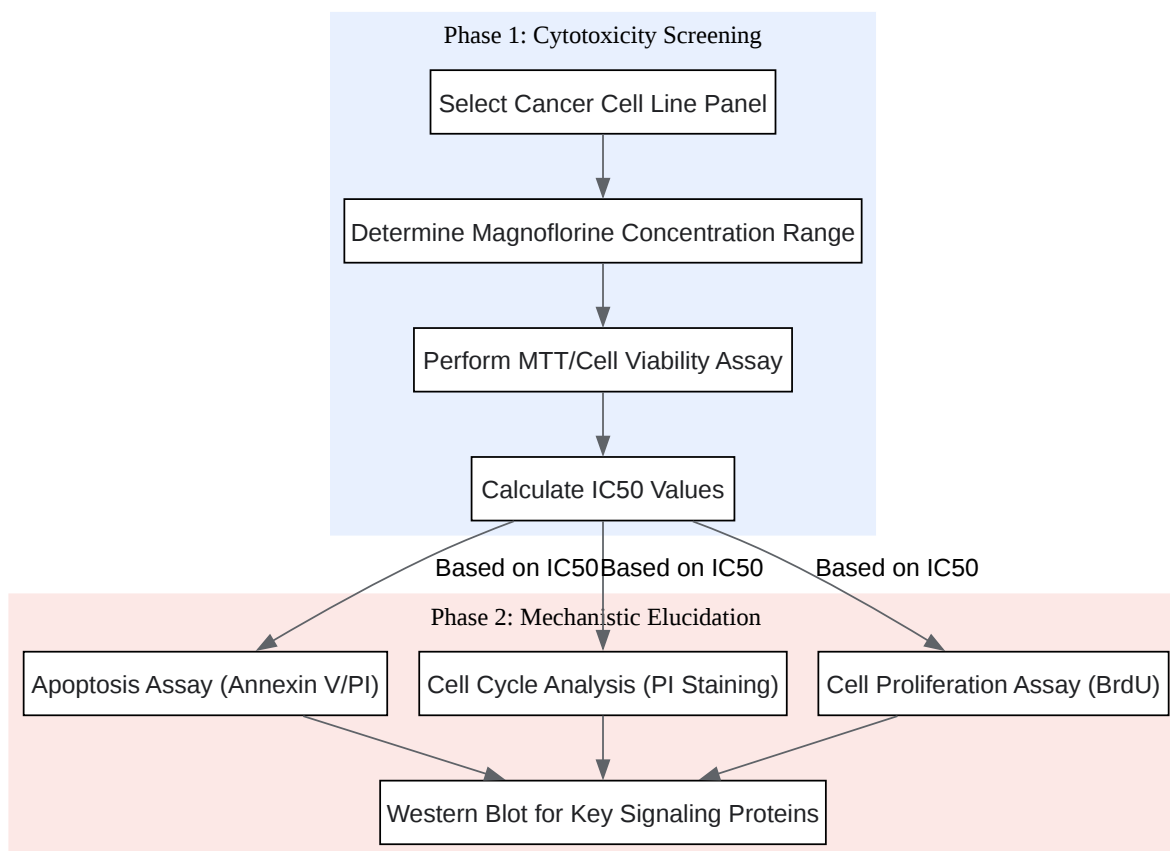 Phase 1: Cytotoxicity Screening
Select Cancer Cell Line Panel
Determine Magnoflorine Concentration Range
Perform MTT/Cell Viability Assay
Calculate IC50 Values
Based on IC50
Based on IC50
Based on IC50
Phase 2: Mechanistic Elucidation
Apoptosis Assay (Annexin V/PI)
Cell Cycle Analysis (PI Staining)
Cell Proliferation Assay (BrdU)
Western Blot for Key Signaling Proteins